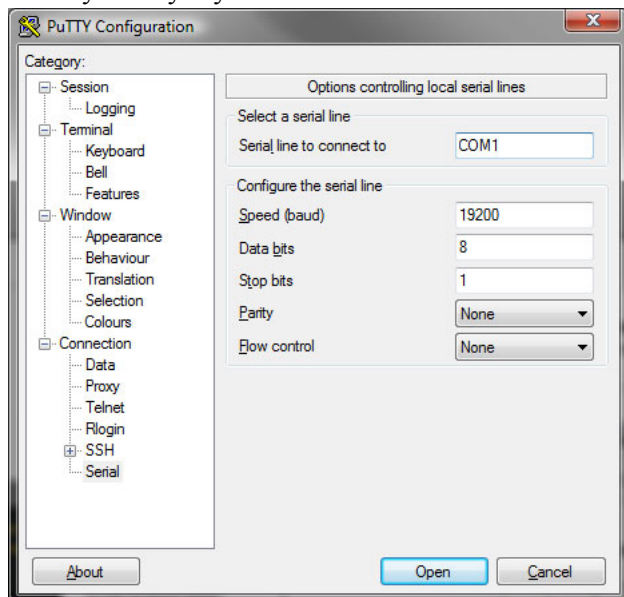 PuTTY Configuration
Category:
Session
Logging
Terminal
Keyboard
Bell
Features
Window
Appearance
Behaviour
Translation
Selection
Colours
Connection
Data
Proxy
Telnet
Rlogin
SSH
Serial
Options controlling local serial lines
Select a serial line
Serial line to connect to COM1
Configure the serial line
Speed (baud) 19200
Data bits 8
Stop bits 1
Parity None
Flow control None
About Open Cancel